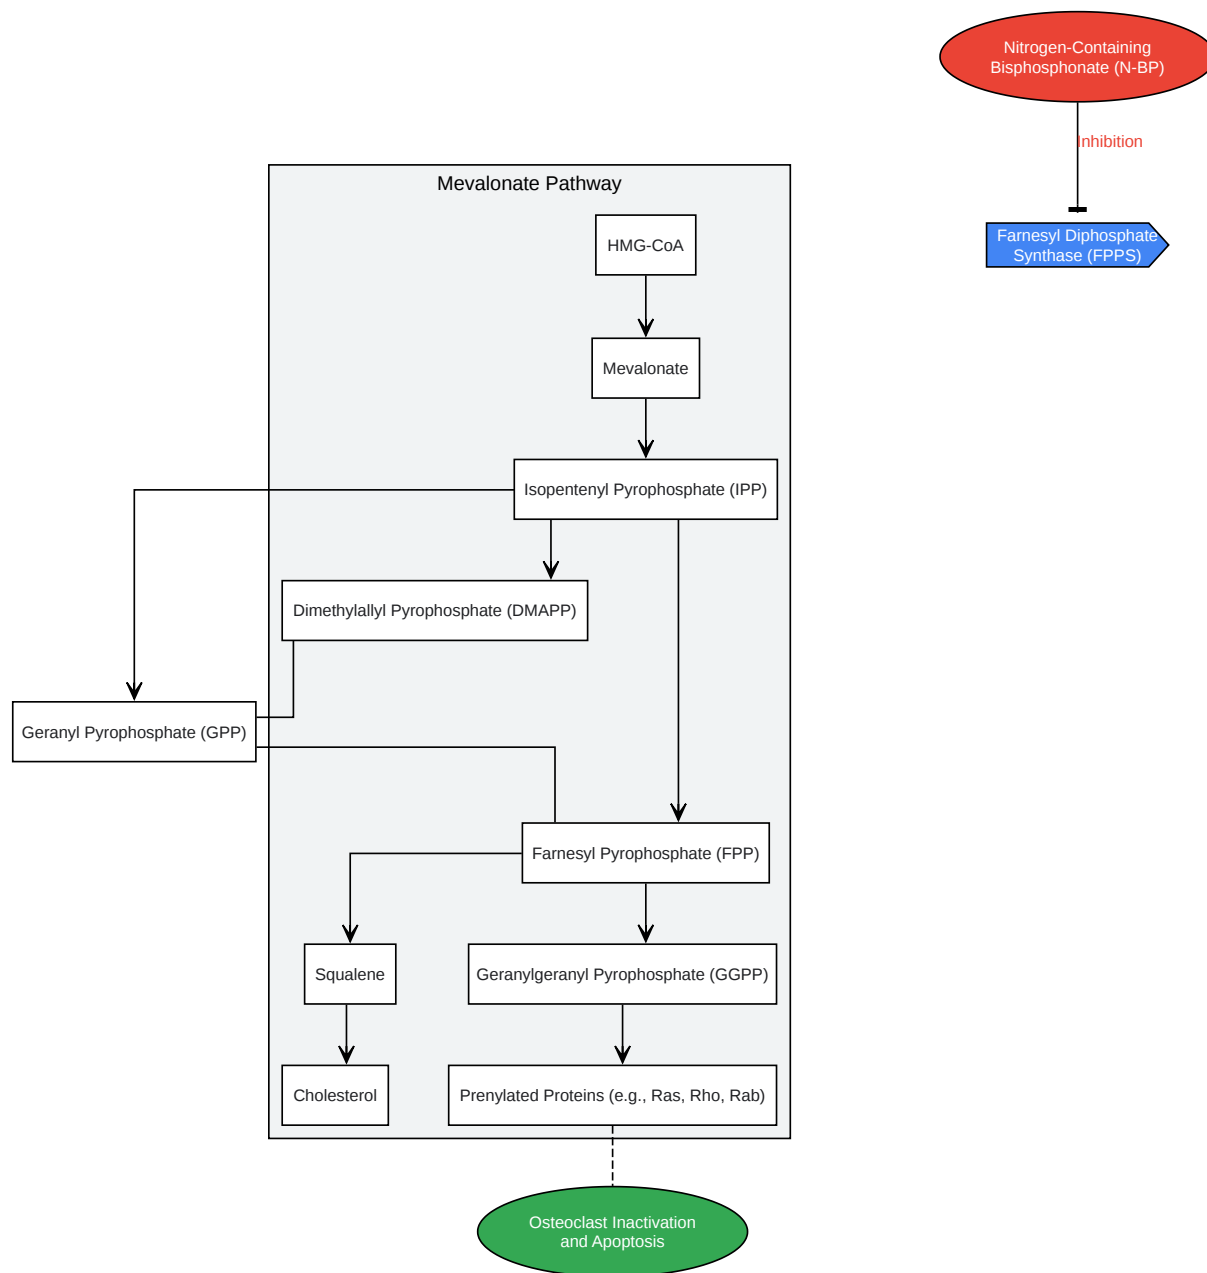 Nitrogen-Containing
Bisphosphonate (N-BP)
Inhibition
Farnesyl Diphosphate
Synthase (FPPS)
Mevalonate Pathway
HMG-CoA
Mevalonate
Isopentenyl Pyrophosphate (IPP)
Dimethylallyl Pyrophosphate (DMAPP)
Geranyl Pyrophosphate (GPP)
Farnesyl Pyrophosphate (FPP)
Squalene
Geranylgeranyl Pyrophosphate (GGPP)
Cholesterol
Prenylated Proteins (e.g., Ras, Rho, Rab)
Osteoclast Inactivation
and Apoptosis